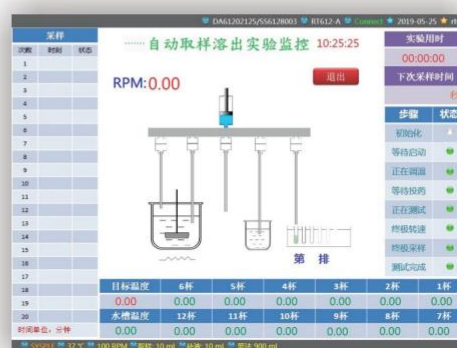 DA61202125/SS6128003 RT612-A Connect 2019-05-25
采样
次数 时刻 状态
1
2
3
4
5
6
7
8
9
10
11
12
13
14
15
16
17
18
19
20
时间单位：分钟
自动取样溶出实验监控 10:25:25
RPM:0.00
退出
第 排
实验用时
00:00:00
下次采样时间
步骤 状态
初始化
等待启动
正在调温
等待投药
正在测试
终极转速
终极采样
测试完成
目标温度 6杯 5杯 4杯 3杯 2杯 1杯
0.00 0.00 0.00 0.00 0.00 0.00 0.00
水槽温度 12杯 11杯 10杯 9杯 8杯 7杯
0.00 0.00 0.00 0.00 0.00 0.00 0.00
37 ℃ 100 RPM 10 ml 10 ml 900 ml